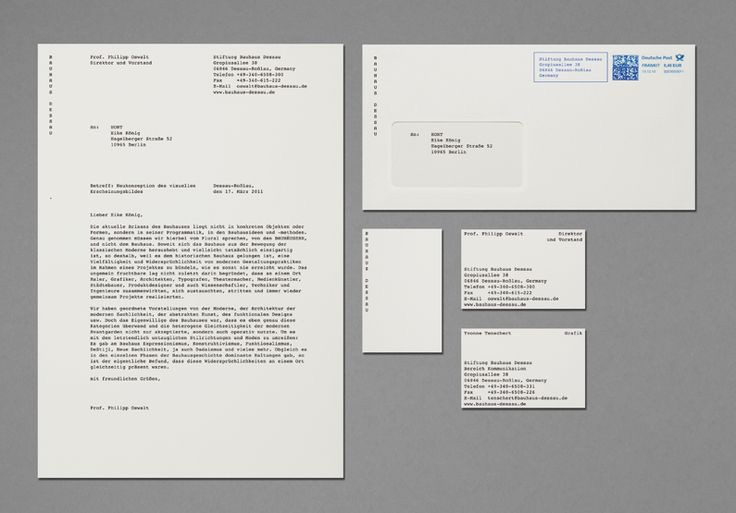 BAUHAUS DESSAU
Prof. Philipp Oswalt
Direktor und Vorstand
Stiftung Bauhaus Dessau
Gropiusallee 38
06846 Dessau-Roßlau, Germany
Telefon +49-340-6508-300
Fax +49-340-615-222
E-Mail oswalt@bauhaus-dessau.de
www.bauhaus-dessau.de
An: HORT
Eike König
Hagelberger Straße 52
10965 Berlin
Betreff: Neukonzeption des visuellen
Erscheinungsbildes
Dessau-Roßlau,
den 17. März 2011
Lieber Eike König,
Die aktuelle Brisanz des Bauhauses liegt nicht in konkreten Objekten oder
Formen, sondern in seiner Programmatik, in den Bauhausideen und -methoden.
Genau genommen müssen wir hierbei vom Plural sprechen, von den BAUHÄUSERN,
und nicht dem Bauhaus. Soweit sich das Bauhaus aus der Bewegung der
klassischen Moderne heraushebt und vielleicht tatsächlich einzigartig
ist, so deshalb, weil es dem historischen Bauhaus gelungen ist, eine
Vielfältigkeit und Widersprüchlichkeit von modernen Gestaltungspraktiken
im Rahmen eines Projektes zu bündeln, wie es sonst nie erreicht wurde. Das
ungemein fruchtbare lag nicht zuletzt darin begründet, dass an einem Ort
Maler, Grafiker, Architekten, Typografen, Theatermacher, Medienkünstler,
Städtebauer, Produktdesigner und auch Wissenschaftler, Techniker und
Ingenieure zusammenwirkten, sich austauschten, stritten und immer wieder
gemeinsam Projekte realisierten.
Wir haben geordnete Vorstellungen von der Moderne, der Architektur der
modernen Sachlichkeit, der abstrakten Kunst, des funktionalen Designs
usw. Doch das Eigenwillige des Bauhauses war, dass es eben genau diese
Kategorien überwand und die heterogene Gleichzeitigkeit der modernen
Avantgarden nicht nur akzeptierte, sondern auch operativ nutzte. Um es
mit den letztendlich untauglichen Stilrichtungen und Moden zu umreißen:
Es gab am Bauhaus Expressionismus, Konstruktivismus, Funktionalismus,
DeStijl, Neue Sachlichkeit, ja auch Dadaismus und vieles mehr. Obgleich es
in den einzelnen Phasen der Bauhausgeschichte dominante Haltungen gab, so
ist der eigentliche Befund, dass diese Widersprüchlichkeiten an einem Ort
gleichzeitig präsent waren.
mit freundlichen Grüßen,
Prof. Philipp Oswalt
BAUHAUS DESSAU
Stiftung Bauhaus Dessau
Gropiusallee 38
06846 Dessau-Roßlau
Germany
Deutsche Post
FRANKIT 0,45 EUR
An: HORT
Eike König
Hagelberger Straße 52
10965 Berlin
BAUHAUS DESSAU
Prof. Philipp Oswalt Direktor
und Vorstand
Stiftung Bauhaus Dessau
Gropiusallee 38
06846 Dessau-Roßlau, Germany
Telefon +49-340-6508-300
Fax +49-340-615-222
E-Mail oswalt@bauhaus-dessau.de
www.bauhaus-dessau.de
Yvonne Tenschert Grafik
Stiftung Bauhaus Dessau
Bereich Kommunikation
Gropiusallee 38
06846 Dessau-Roßlau, Germany
Telefon +49-340-6508-331
Fax +49-340-6508-226
E-Mail tenschert@bauhaus-dessau.de
www.bauhaus-dessau.de